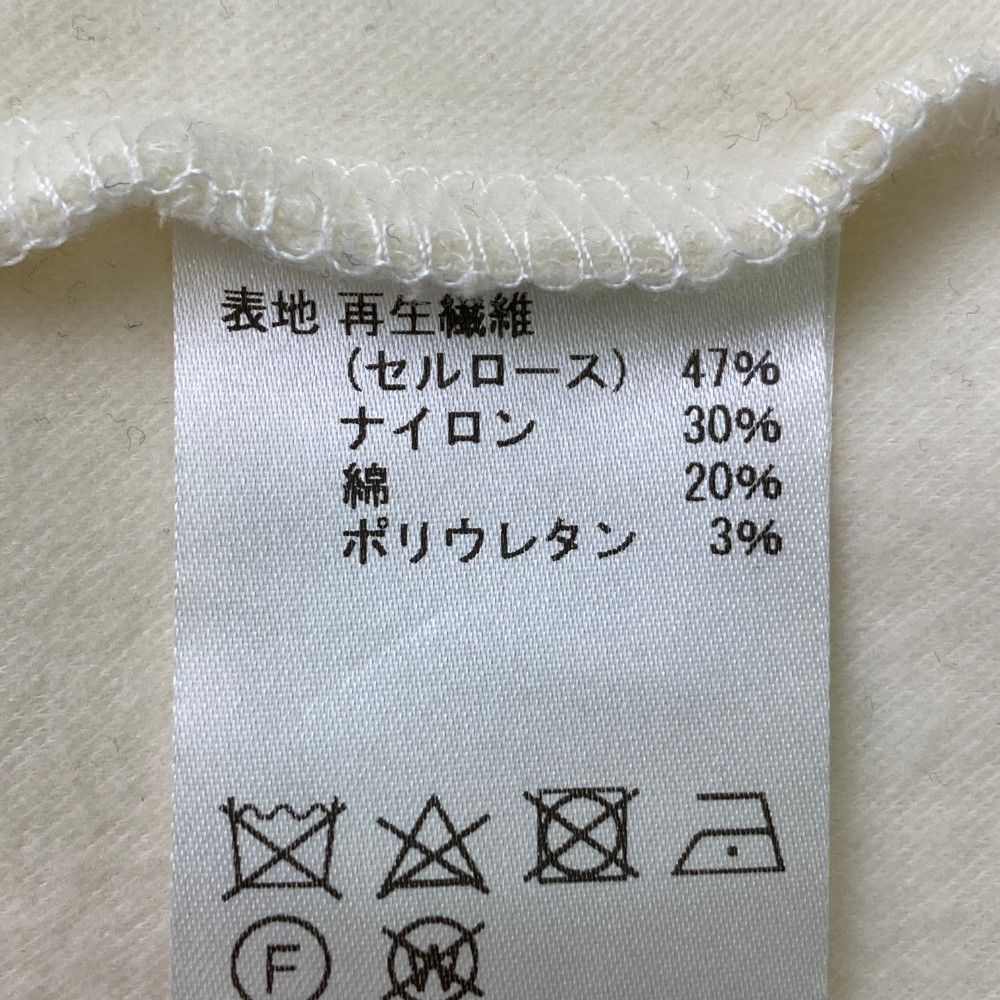 表地 再生繊維
(セルロース) 47%
ナイロン 30%
綿 20%
ポリウレタン 3%
F W